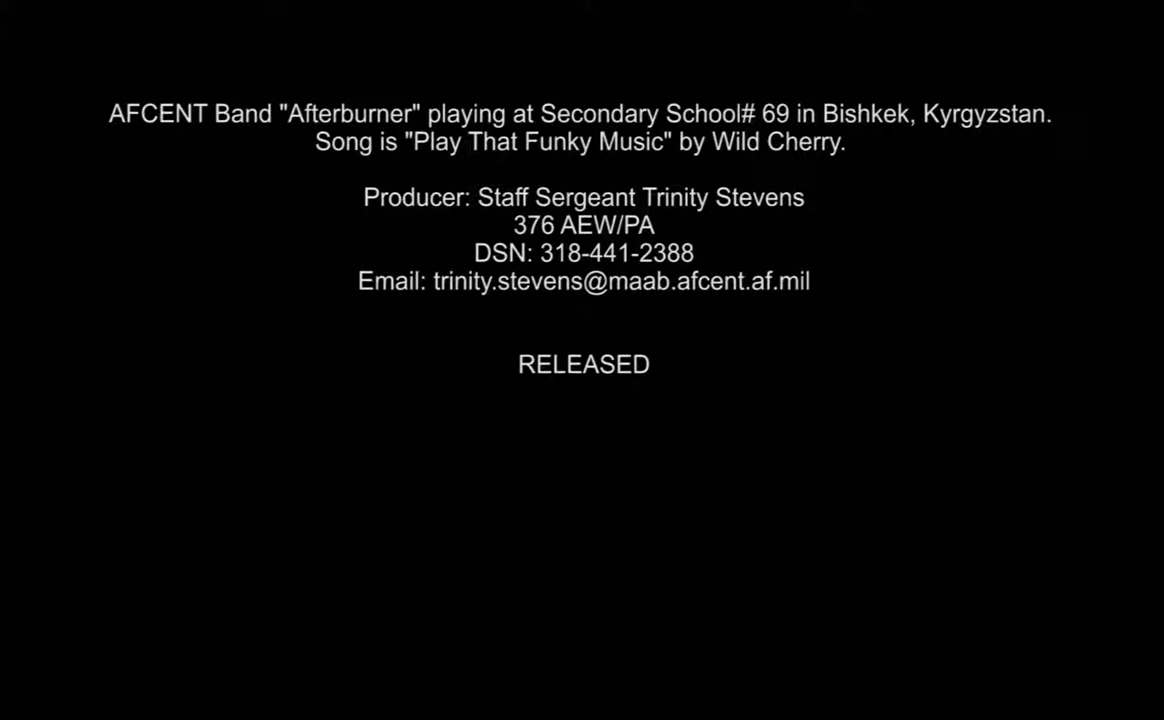 AFCENT Band "Afterburner" playing at Secondary School# 69 in Bishkek, Kyrgyzstan.
Song is "Play That Funky Music" by Wild Cherry.
Producer: Staff Sergeant Trinity Stevens
376 AEW/PA
DSN: 318-441-2388
Email: trinity.stevens@maab.afcent.af.mil
RELEASED